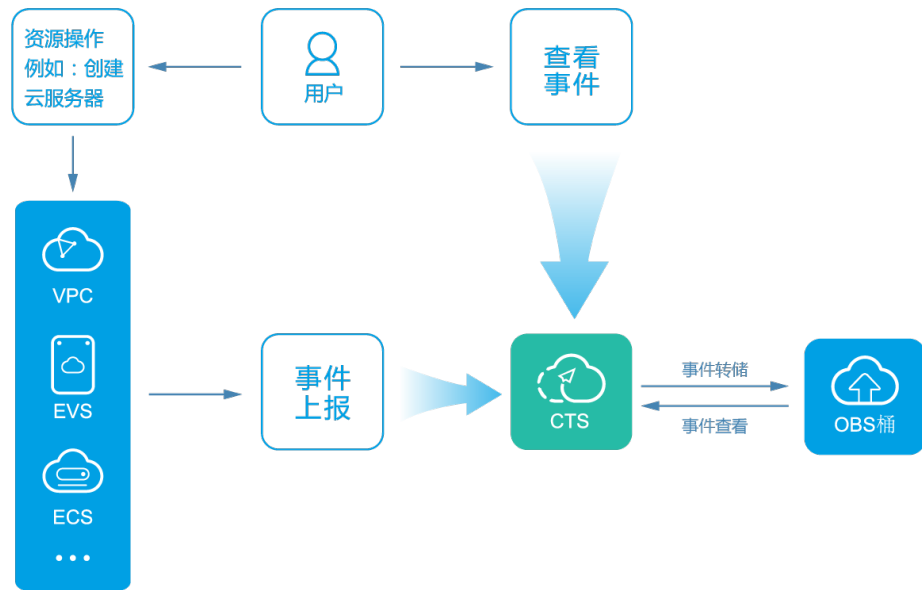 资源操作
例如：创建
云服务器
用户
查看
事件
VPC
EVS
ECS
事件
上报
CTS
事件转储
事件查看
OBS桶